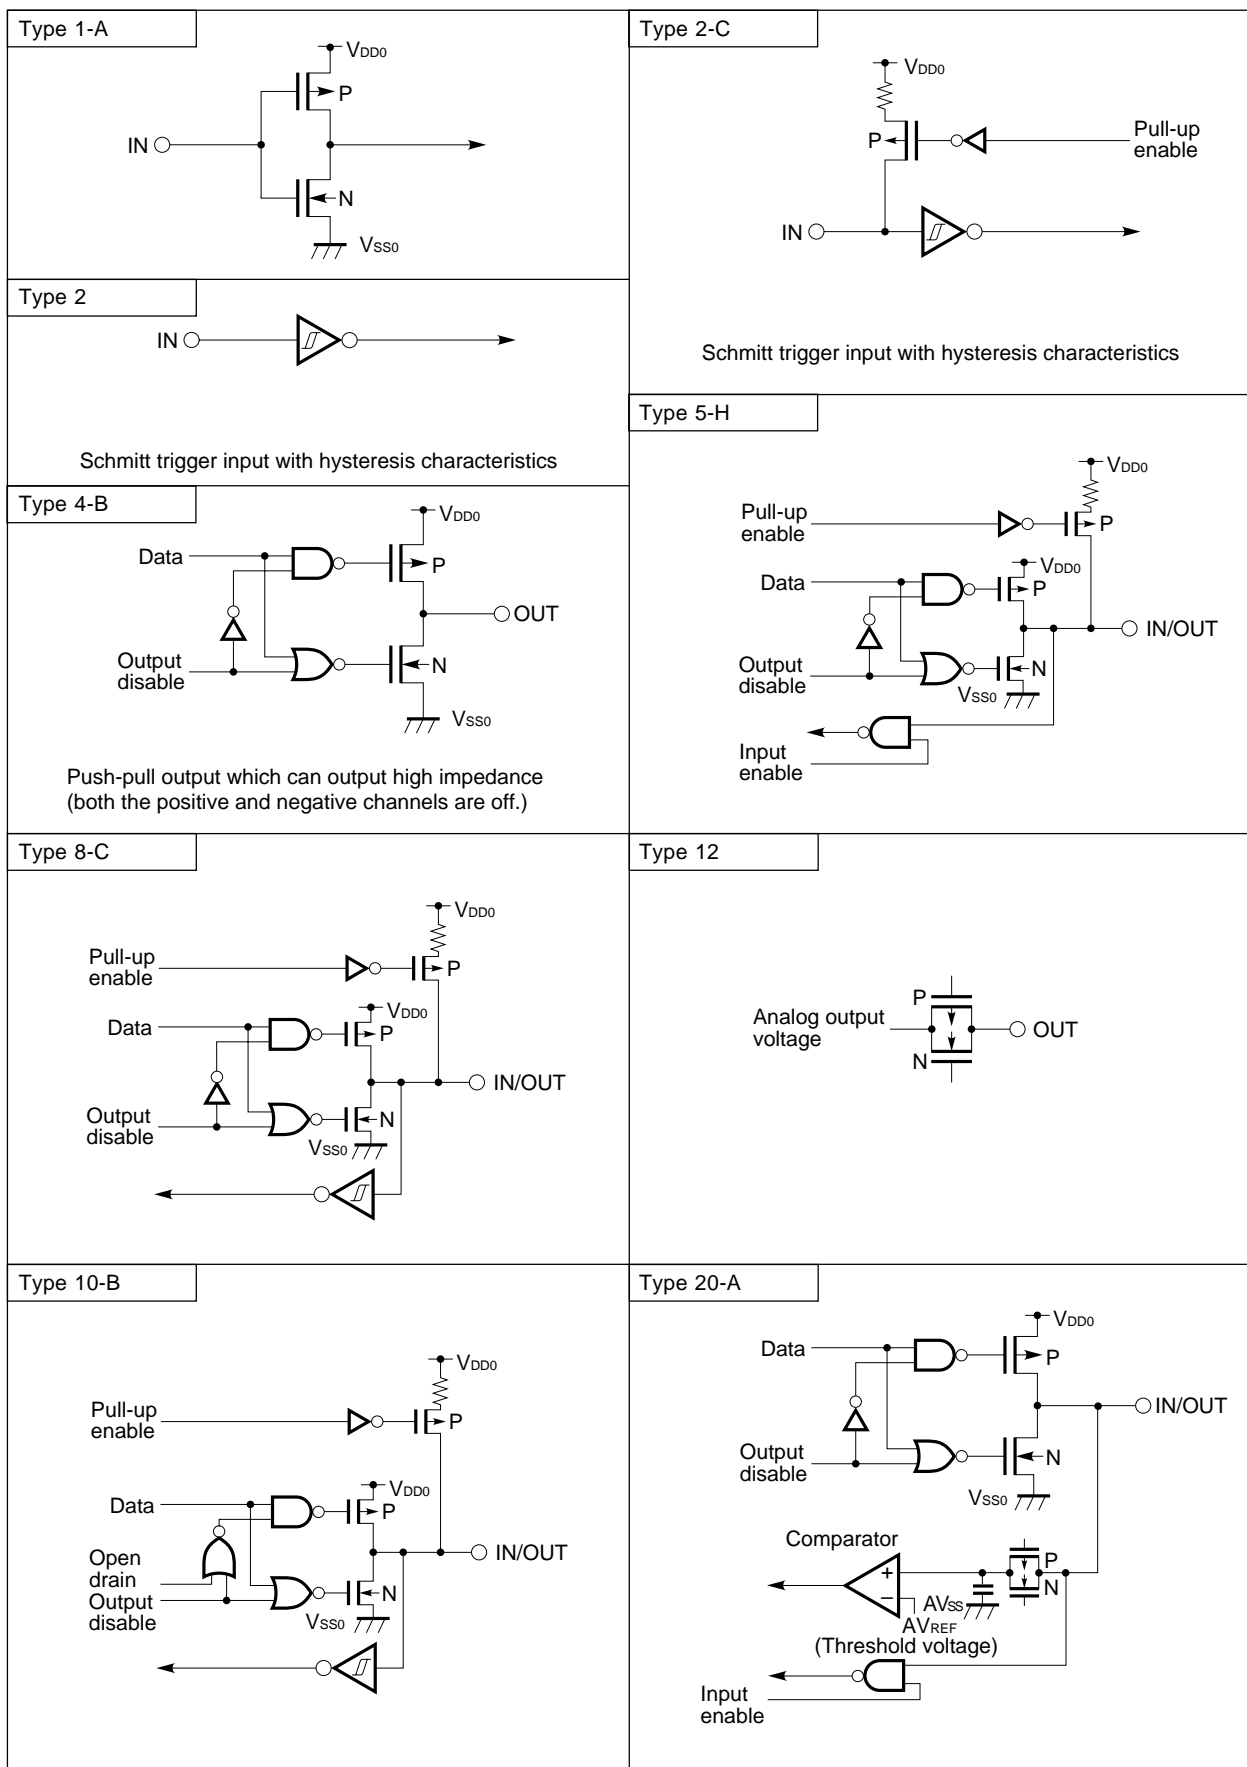 Type 1-A
VDD0
P
IN
N
VSS0
Type 2-C
VDD0
P
Pull-up
enable
IN
Schmitt trigger input with hysteresis characteristics
Type 2
IN
Schmitt trigger input with hysteresis characteristics
Type 5-H
VDD0
Pull-up
enable
P
VDD0
Data
P
IN/OUT
Output
disable
N
VSS0
Input
enable
Type 4-B
VDD0
Data
P
OUT
Output
disable
N
VSS0
Push-pull output which can output high impedance
(both the positive and negative channels are off.)
Type 8-C
VDD0
Pull-up
enable
P
VDD0
Data
P
IN/OUT
Output
disable
N
VSS0
Type 12
P
Analog output
voltage
OUT
N
Type 10-B
VDD0
Pull-up
enable
P
VDD0
Data
P
IN/OUT
Open
drain
Output
disable
N
VSS0
Type 20-A
VDD0
Data
P
IN/OUT
Output
disable
N
VSS0
Comparator
P
N
+
−
AVSS
AVREF
(Threshold voltage)
Input
enable